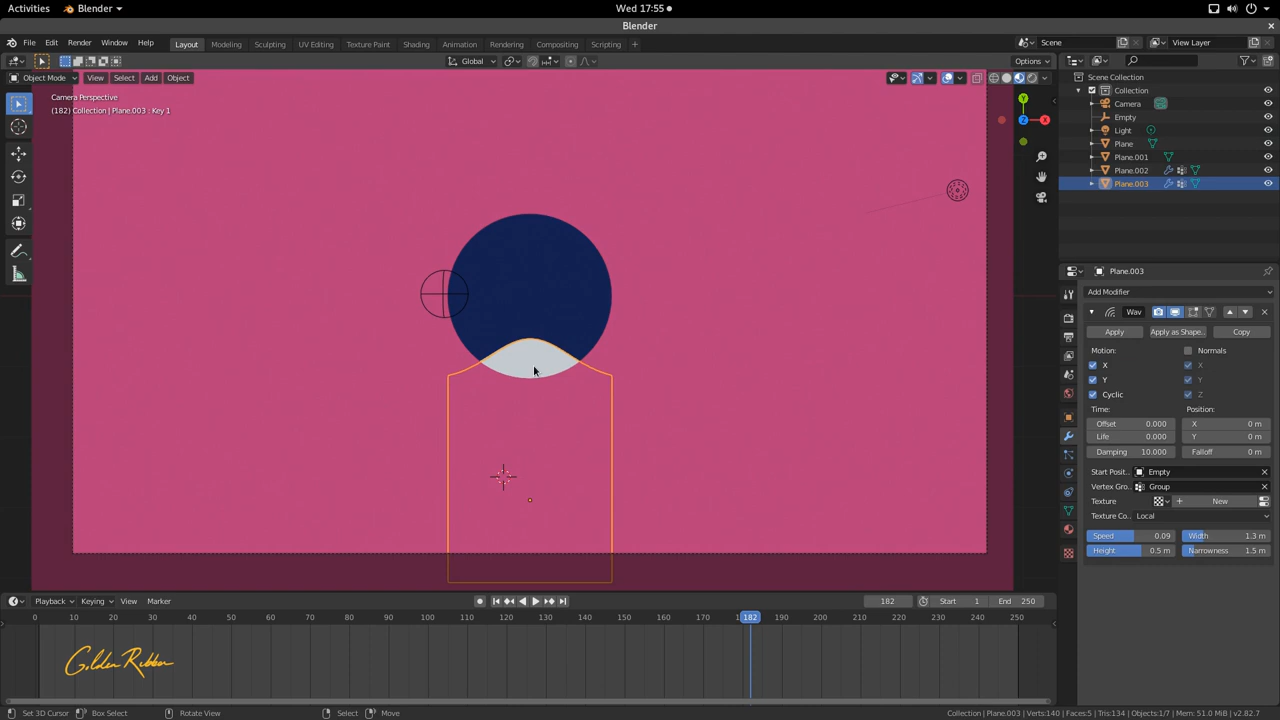 Activities Blender Wed 17:55
Blender
File Edit Render Window Help Layout Modeling Sculpting UV Editing Texture Paint Shading Animation Rendering Compositing Scripting + Scene View Layer
Global Options
Object Mode View Select Add Object
Camera Perspective
(182) Collection | Plane.003 : Key 1
Y
Z X
Scene Collection
Collection
Camera
Empty
Light
Plane
Plane.001
Plane.002
Plane.003
Plane.003
Add Modifier
Wav
Apply Apply as Shape.. Copy
Motion: Normals
X X
Y Y
Cyclic Z
Time: Position:
Offset 0.000 X 0 m
Life 0.000 Y 0 m
Damping 10.000 Falloff 0 m
Start Posit.. Empty
Vertex Gro.. Group
Texture + New
Texture Co.. Local
Speed 0.09 Width 1.3 m
Height 0.5 m Narrowness 1.5 m
Playback Keying View Marker 182 Start 1 End 250
0 10 20 30 40 50 60 70 80 90 100 110 120 130 140 150 160 170 182 190 200 210 220 230 240 250
Golden Ribbon
Set 3D Cursor Box Select Rotate View Select Move Collection | Plane.003 | Verts:140 | Faces:5 | Tris:134 | Objects:1/7 | Mem: 51.0 MiB | v2.82.7